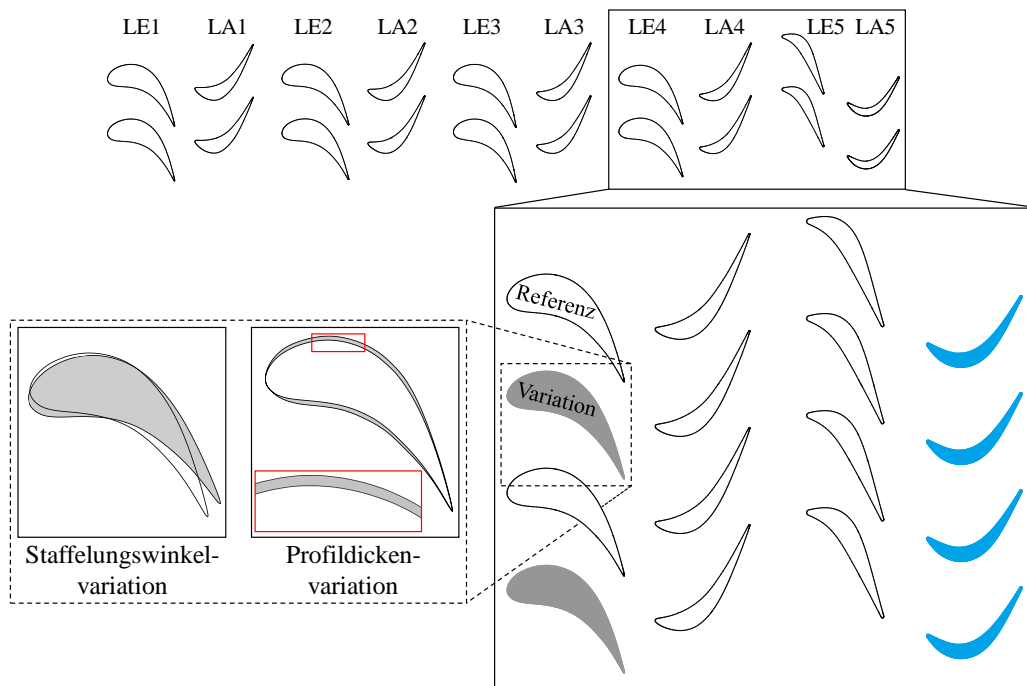 LE1 LA1 LE2 LA2 LE3 LA3 LE4 LA4 LE5 LA5
Referenz
Variation
Staffelungswinkel-
variation
Profildicken-
variation